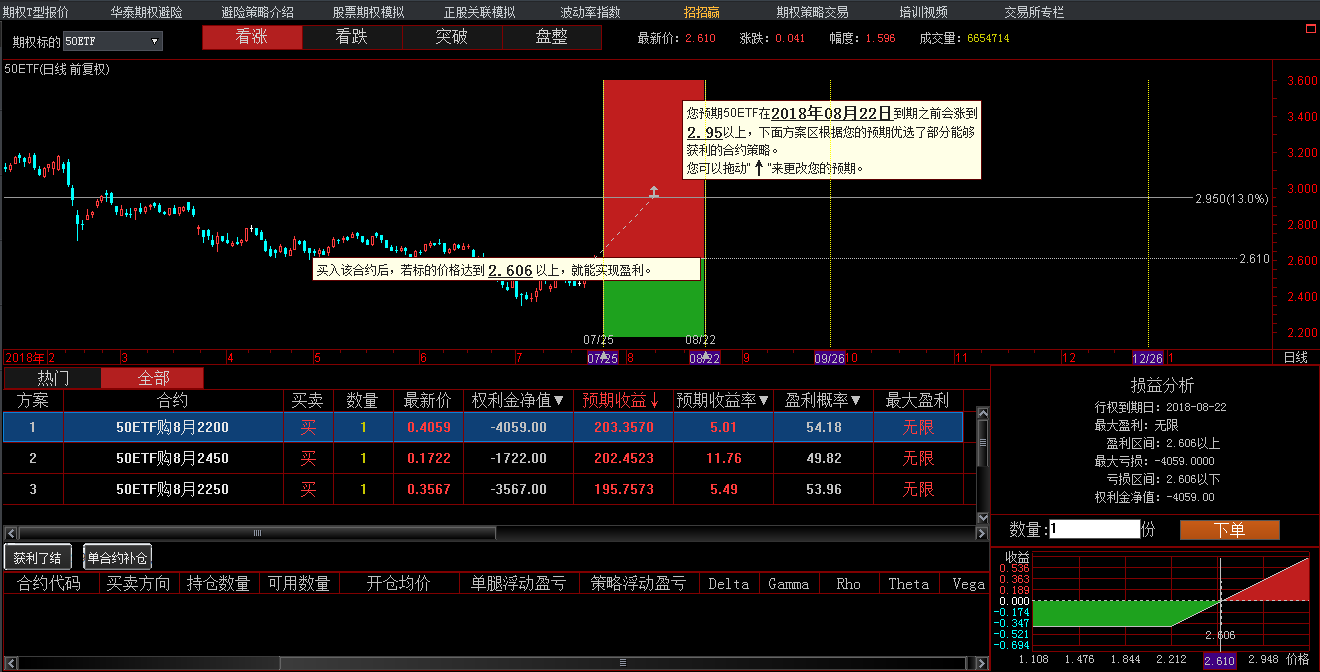 期权T型报价 华泰期权避险 避险策略介绍 股票期权模拟 正股关联模拟 波动率指数 招招赢 期权策略交易 培训视频 交易所专栏
期权标的 50ETF 看涨 看跌 突破 盘整 最新价: 2.610 涨跌: 0.041 幅度: 1.596 成交量: 6654714
50ETF(日线 前复权)
3.600
3.400
3.200
3.000
2.800
2.600
2.400
2.200
您预期50ETF在2018年08月22日到期之前会涨到
2.95以上，下面方案区根据您的预期优选了部分能够
获利的合约策略。
您可以拖动"↑"来更改您的预期。
2.950(13.0%)
2.610
买入该合约后，若标的价格达到 2.606 以上，就能实现盈利。
07/25 08/22
2018年2 3 4 5 6 7 07/25 8 08/22 9 09/26 10 11 12 12/26 1 日线
热门 全部
方案 合约 买卖 数量 最新价 权利金净值▼ 预期收益↓ 预期收益率▼ 盈利概率▼ 最大盈利
1 50ETF购8月2200 买 1 0.4059 -4059.00 203.3570 5.01 54.18 无限
2 50ETF购8月2450 买 1 0.1722 -1722.00 202.4523 11.76 49.82 无限
3 50ETF购8月2250 买 1 0.3567 -3567.00 195.7573 5.49 53.96 无限
获利了结 单合约补仓
合约代码 买卖方向 持仓数量 可用数量 开仓均价 单腿浮动盈亏 策略浮动盈亏 Delta Gamma Rho Theta Vega
损益分析
行权到期日: 2018-08-22
最大盈利: 无限
盈利区间: 2.606以上
最大亏损: -4059.0000
亏损区间: 2.606以下
权利金净值: -4059.00
数量: 1 份 下单
收益
0.536
0.363
0.189
0.000
-0.174
-0.347
-0.521
-0.694
2.606
1.108 1.476 1.844 2.212 2.610 2.948 价格